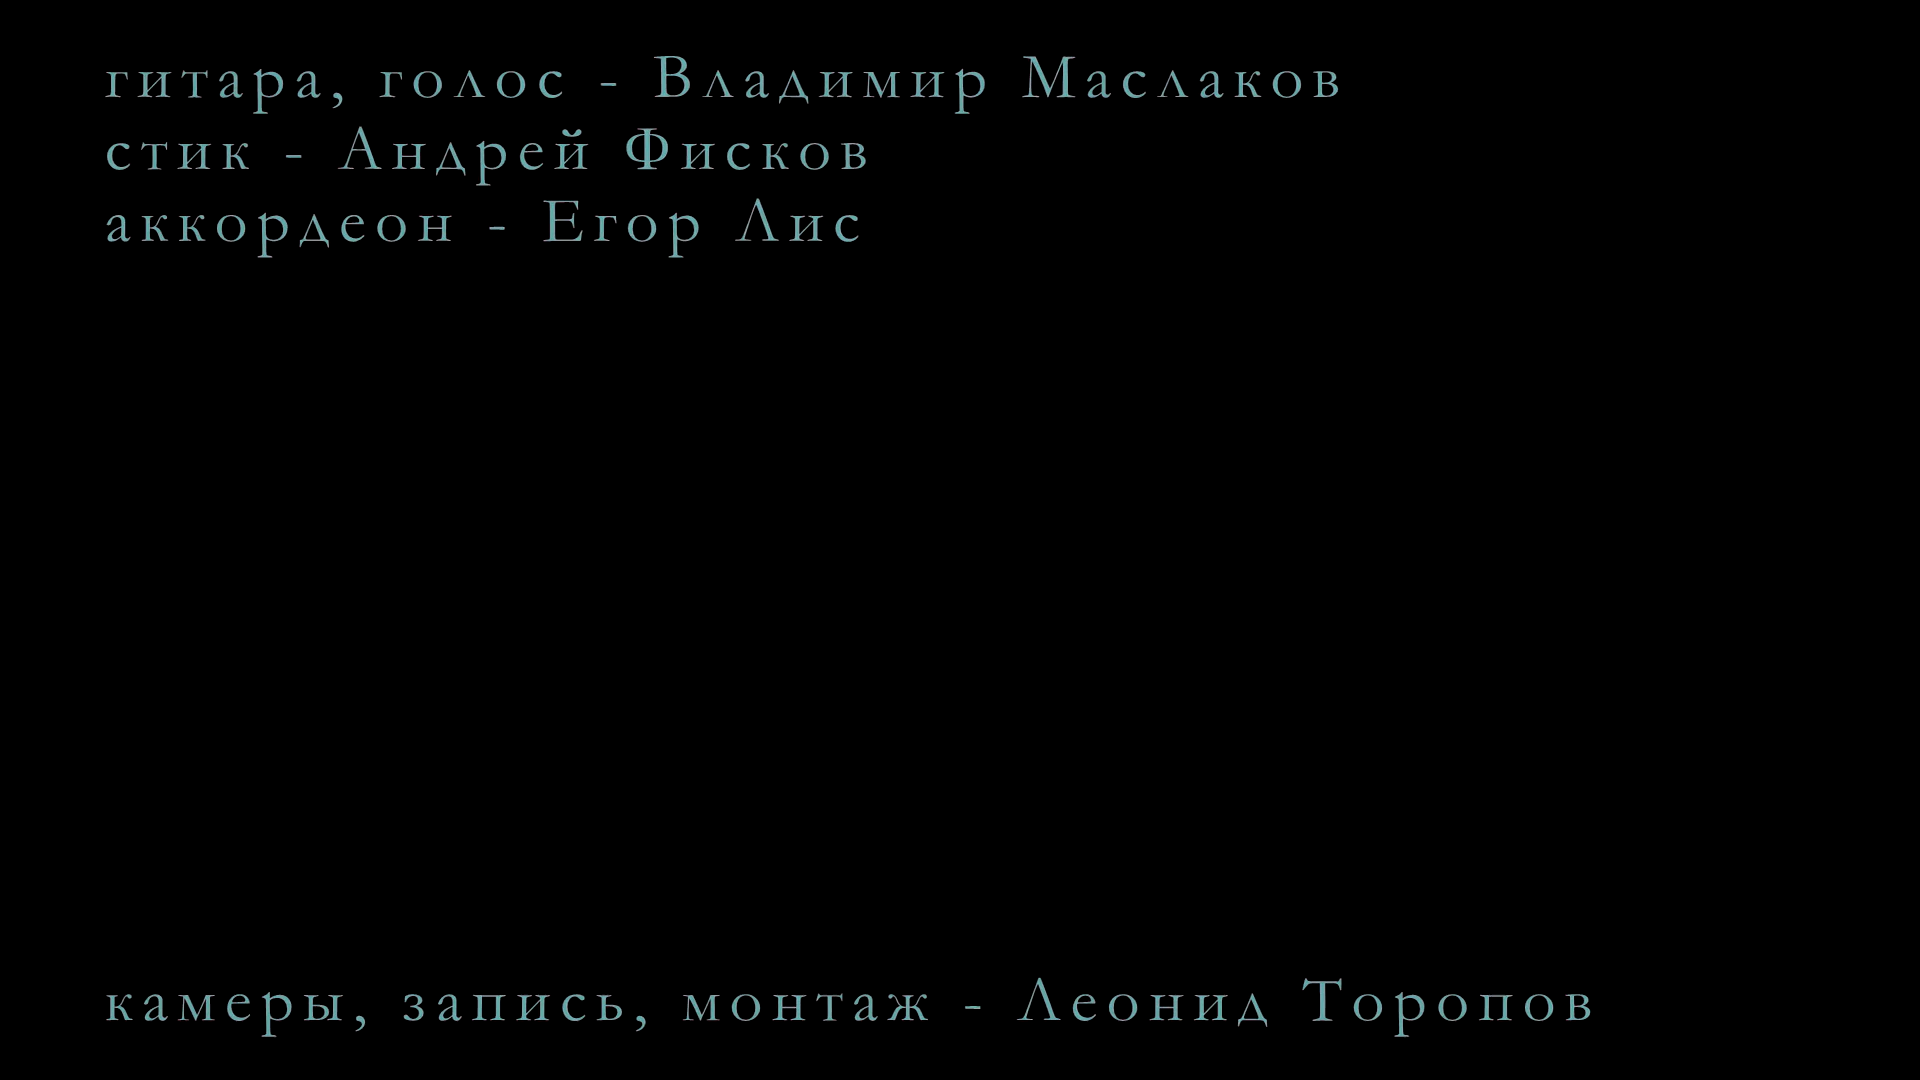 гитара, голос - Владимир Маслаков
стик - Андрей Фисков
аккордеон - Егор Лис
камеры, запись, монтаж - Леонид Торопов